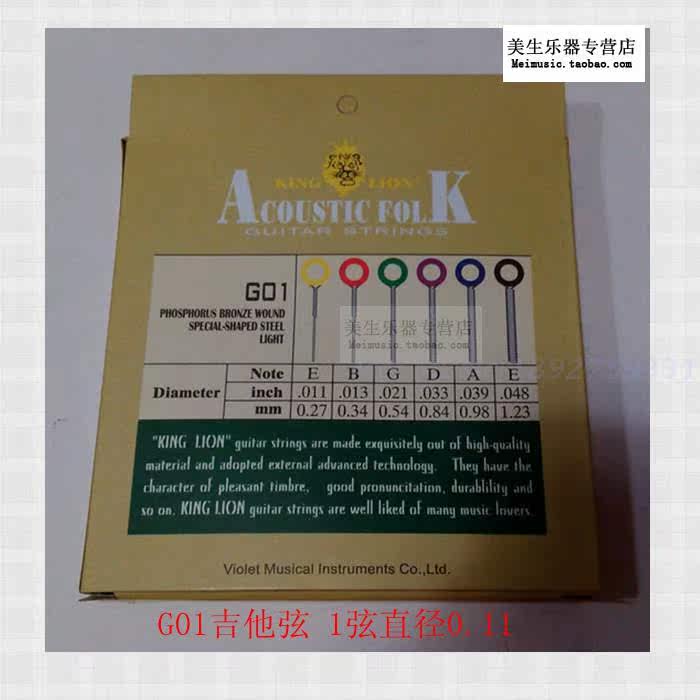 美生乐器专营店
Meimusic.taobao.com
KING LION
ACOUSTIC FOLK
GUITAR STRINGS
G01
PHOSPHORUS BRONZE WOUND
SPECIAL-SHAPED STEEL
LIGHT
美生乐器专营店
Meimusic.taobao.com
Note E B G D A E
Diameter inch .011 .013 .021 .033 .039 .048
mm 0.27 0.34 0.54 0.84 0.98 1.23
"KING LION" guitar strings are made exquisitely out of high-quality
material and adopted external advanced technology. They have the
character of pleasant timbre, good pronuncitation, durablility and
so on. KING LION guitar strings are well liked of many music lovers.
Violet Musical Instruments Co.,Ltd.
G01吉他弦 1弦直径0.11